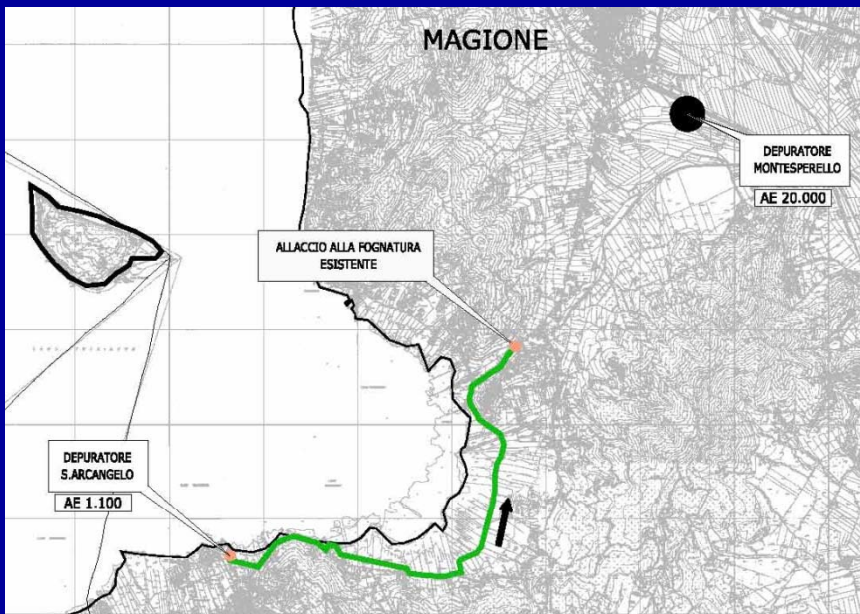 MAGIONE
DEPURATORE
MONTESPERELLO
AE 20.000
ALLACCIO ALLA FOGNATURA
ESISTENTE
DEPURATORE
S.ARCANGELO
AE 1.100